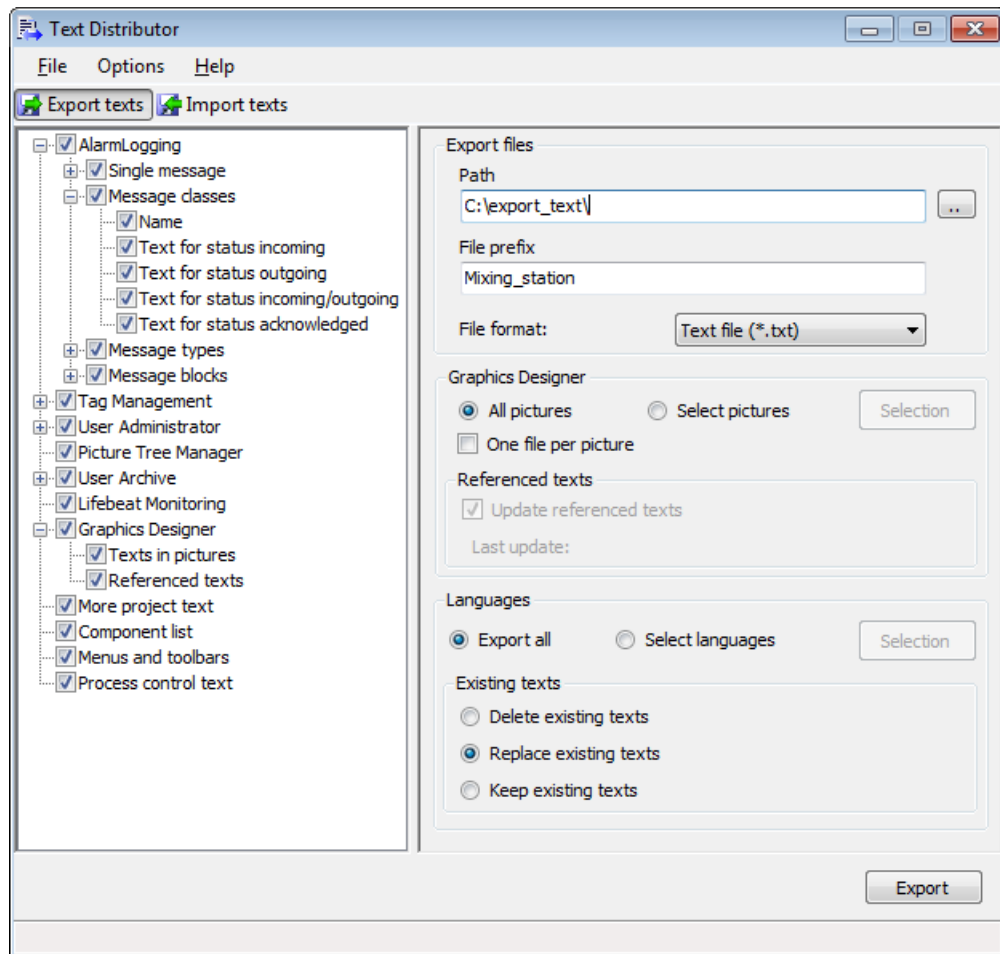 Text Distributor
File Options Help
Export texts Import texts
AlarmLogging
Single message
Message classes
Name
Text for status incoming
Text for status outgoing
Text for status incoming/outgoing
Text for status acknowledged
Message types
Message blocks
Tag Management
User Administrator
Picture Tree Manager
User Archive
Lifebeat Monitoring
Graphics Designer
Texts in pictures
Referenced texts
More project text
Component list
Menus and toolbars
Process control text
Export files
Path
C:\export_text\
..
File prefix
Mixing_station
File format: Text file (*.txt)
Graphics Designer
All pictures Select pictures Selection
One file per picture
Referenced texts
Update referenced texts
Last update:
Languages
Export all Select languages Selection
Existing texts
Delete existing texts
Replace existing texts
Keep existing texts
Export